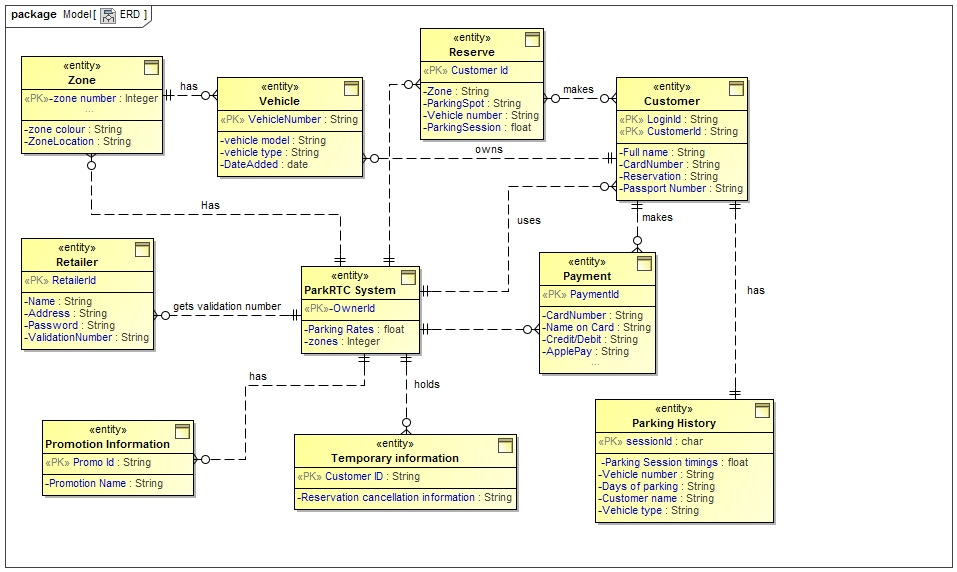 package Model [ ERD ]
«entity»
Zone
«PK»-zone number : Integer
...
-zone colour : String
-ZoneLocation : String
has
«entity»
Vehicle
«PK» VehicleNumber : String
-vehicle model : String
-vehicle type : String
-DateAdded : date
«entity»
Reserve
«PK» Customer Id
-Zone : String
-ParkingSpot : String
-Vehicle number : String
-ParkingSession : float
makes
«entity»
Customer
«PK» LoginId : String
«PK» CustomerId : String
-Full name : String
-CardNumber : String
-Reservation : String
-Passport Number : String
owns
Has
uses
makes
has
«entity»
Retailer
«PK» RetailerId
-Name : String
-Address : String
-Password : String
-ValidationNumber : String
gets validation number
«entity»
ParkRTC System
«PK»-OwnerId
-Parking Rates : float
-zones : Integer
«entity»
Payment
«PK» PaymentId
-CardNumber : String
-Name on Card : String
-Credit/Debit : String
-ApplePay : String
...
has
holds
«entity»
Promotion Information
«PK» Promo Id : String
-Promotion Name : String
«entity»
Temporary information
«PK» Customer ID : String
-Reservation cancellation information : String
«entity»
Parking History
«PK» sessionId : char
-Parking Session timings : float
-Vehicle number : String
-Days of parking : String
-Customer name : String
-Vehicle type : String